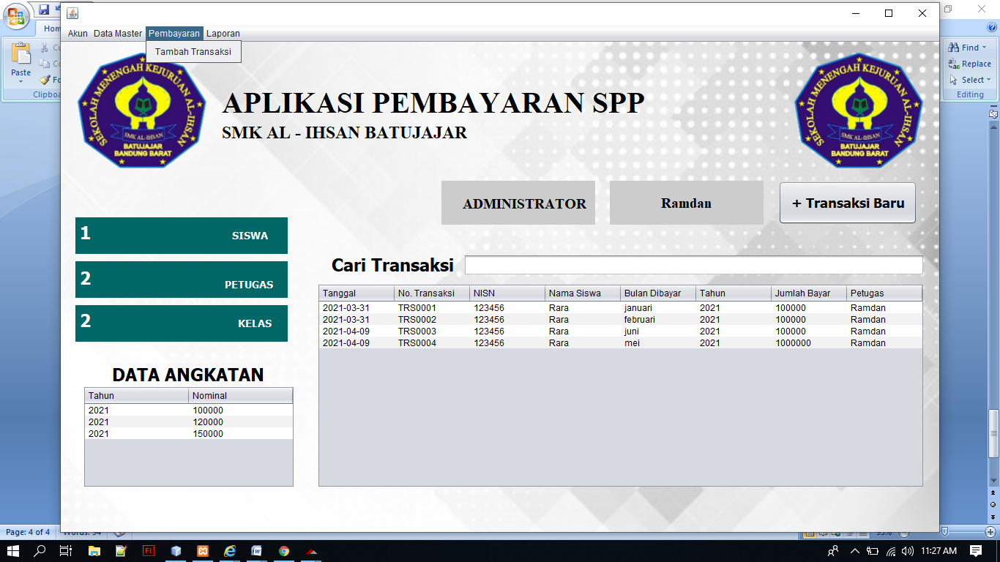 Home
Akun Data Master Pembayaran Laporan
Tambah Transaksi
Paste
Clipboa
Find
Replace
Select
Editing
SEKOLAH MENENGAH KEJURUAN AL-IHSAN
SMK AL-IHSAN
BATUJAJAR
BANDUNG BARAT
APLIKASI PEMBAYARAN SPP
SMK AL - IHSAN BATUJAJAR
SEKOLAH MENENGAH KEJURUAN AL-IHSAN
SMK AL-IHSAN
BATUJAJAR
BANDUNG BARAT
ADMINISTRATOR
Ramdan
+ Transaksi Baru
1 SISWA
2 PETUGAS
2 KELAS
Cari Transaksi
Tanggal No. Transaksi NISN Nama Siswa Bulan Dibayar Tahun Jumlah Bayar Petugas
2021-03-31 TRS0001 123456 Rara januari 2021 100000 Ramdan
2021-03-31 TRS0002 123456 Rara februari 2021 100000 Ramdan
2021-04-09 TRS0003 123456 Rara juni 2021 100000 Ramdan
2021-04-09 TRS0004 123456 Rara mei 2021 1000000 Ramdan
DATA ANGKATAN
Tahun Nominal
2021 100000
2021 120000
2021 150000
Page: 4 of 4 Words: 94
93%
11:27 AM